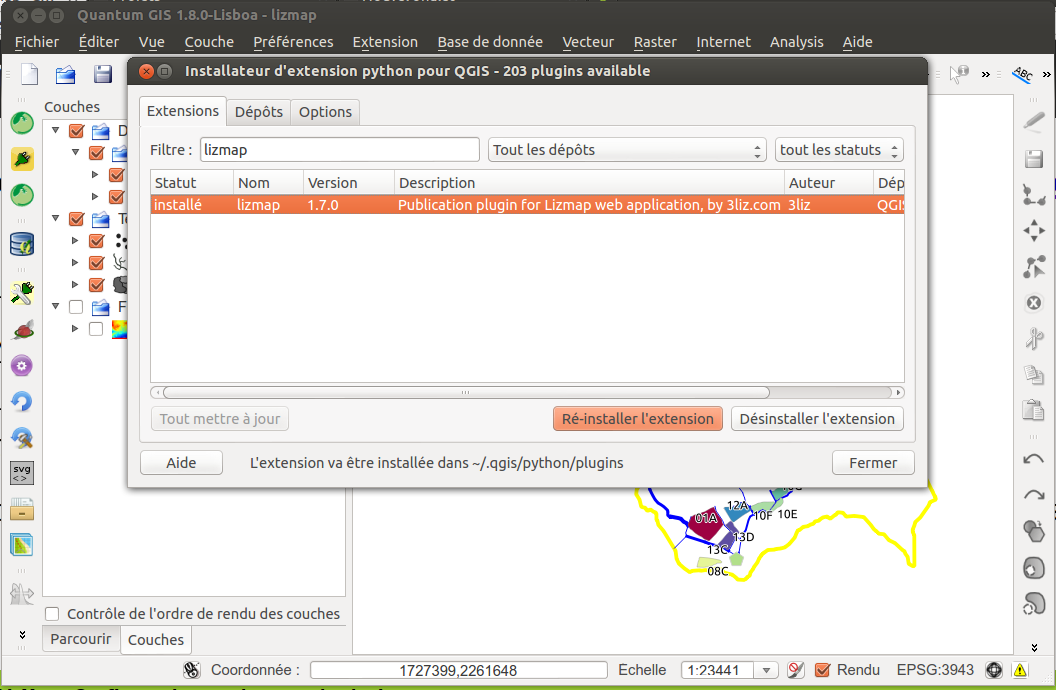 Quantum GIS 1.8.0-Lisboa - lizmap
Fichier Éditer Vue Couche Préférences Extension Base de donnée Vecteur Raster Internet Analysis Aide
Installateur d'extension python pour QGIS - 203 plugins available
ABC
Couches
Extensions Dépôts Options
Filtre : lizmap Tout les dépôts tout les statuts
Statut Nom Version Description Auteur Dép
installé lizmap 1.7.0 Publication plugin for Lizmap web application, by 3liz.com 3liz QGIS
D
T
F
Tout mettre à jour Ré-installer l'extension Désinstaller l'extension
Aide L'extension va être installée dans ~/.qgis/python/plugins Fermer
svg
<>
12A
01A 10F 10E
13D
13C
08C
Contrôle de l'ordre de rendu des couches
Parcourir Couches
Coordonnée : 1727399,2261648 Echelle 1:23441 Rendu EPSG:3943